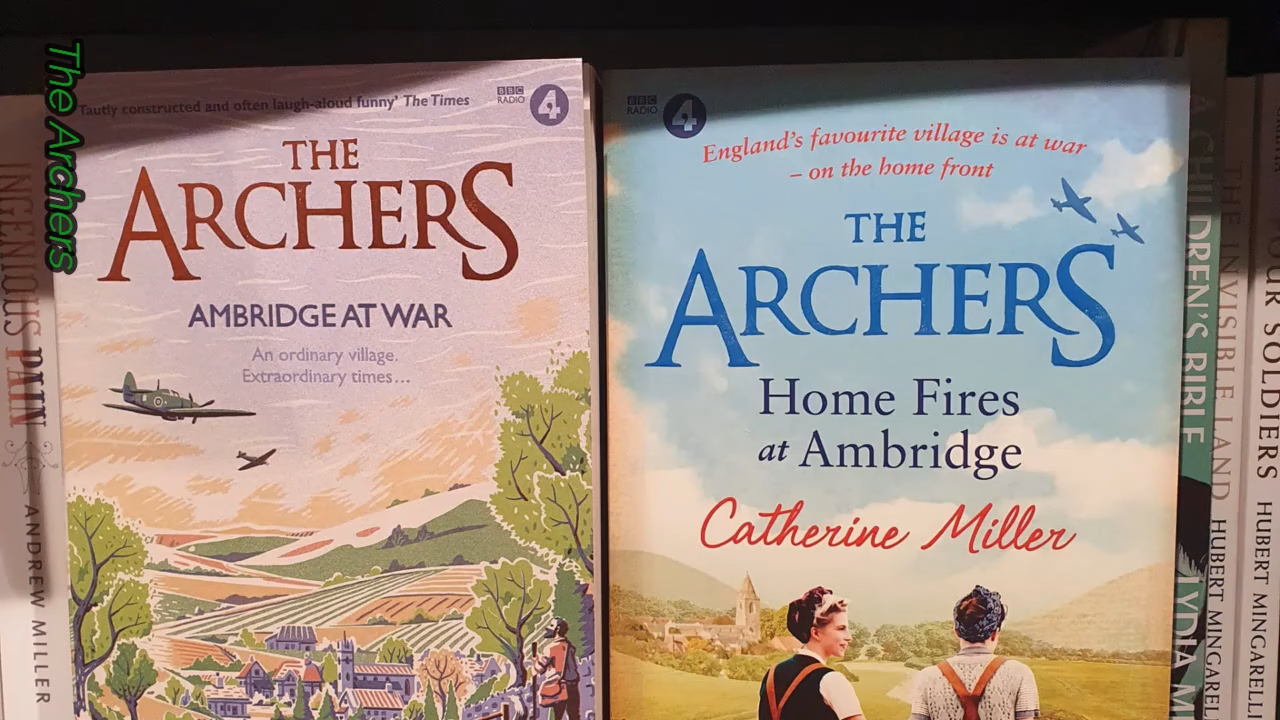 The Archers
INGENIOUS PAIN
ANDREW MILLER
'Tautly constructed and often laugh-aloud funny' The Times
BBC
RADIO
4
THE
ARCHERS
AMBRIDGE AT WAR
An ordinary village.
Extraordinary times...
BBC
RADIO
4
England's favourite village is at war
– on the home front
THE
ARCHERS
Home Fires
at Ambridge
Catherine Miller
A CHILDREN'S BIBLE
LYDIA
THE INVISIBLE LAND
HUBERT MINGARELLI
FOUR SOLDIERS
HUBERT MINGARELLI